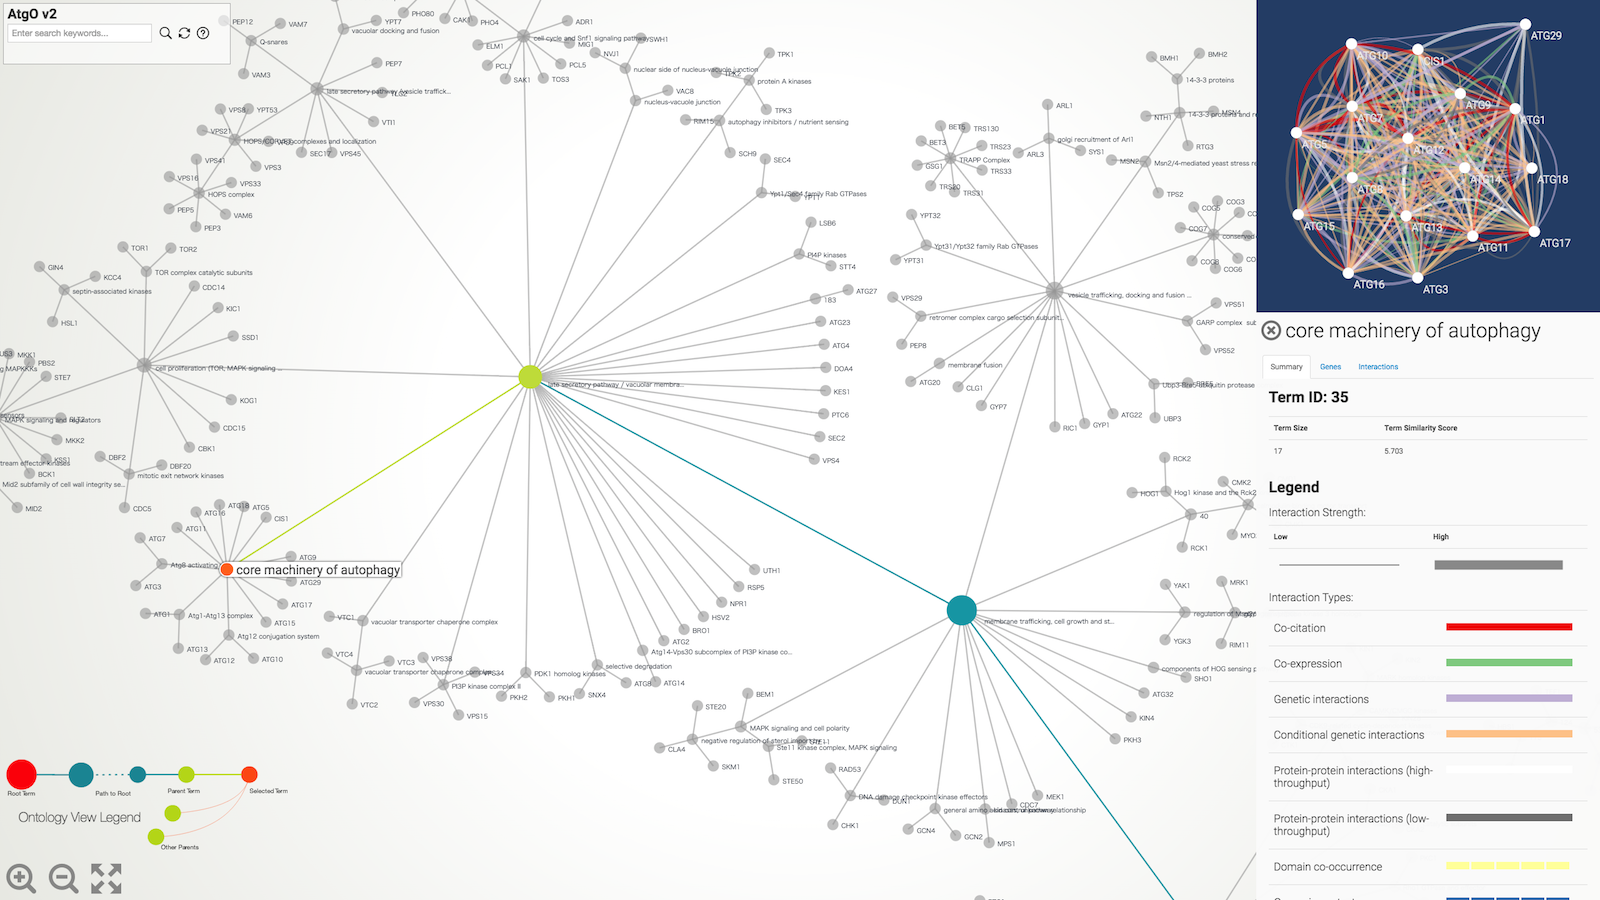 AtgO v2
Enter search keywords...
PEP12
VAM7
Q-snares
VAM3
YPT7
vacuolar docking and fusion
PHO80
CAK1
PHO4
ADR1
cell cycle and Snf1 signaling pathway
MIG1
ELM1
PCL1
SAK1
TOS3
PCL5
NVJ1
YSWH1
nuclear side of nucleus-vacuole junction
VAC8
nucleus-vacuole junction
TPK1
TPK2
protein A kinases
TPK3
RIM15
autophagy inhibitors / nutrient sensing
SCH9
SEC4
Ypt1/Sec4 family Rab GTPases
YPT1
PEP7
late secretory pathway /vesicle traffick...
VTI1
VPS8
YPT53
VPS21
HOPS/CORVET complexes and localization
SEC17
VPS45
VPS3
VPS41
VPS16
VPS33
HOPS complex
PEP5
VAM6
PEP3
TOR1
TOR2
TOR complex catalytic subunits
GIN4
KCC4
septin-associated kinases
HSL1
CDC14
KIC1
SSD1
cell proliferation (TOR, MAPK signaling ...
KOG1
CDC15
CBK1
MKK1
PBS2
STE7
MAPK signaling and regulators
MKK2
KSS1
tream effector kinases
BCK1
Mid2 subfamily of cell wall integrity se...
MID2
DBF2
DBF20
mitotic exit network kinases
CDC5
LSB6
PI4P kinases
STT4
183
ATG27
ATG23
ATG4
DOA4
KES1
PTC6
SEC2
VPS4
late secretory pathway / vacuolar membra...
BMH1
BMH2
14-3-3 proteins
NTH1
MSN4
14-3-3 proteins and re
RTG3
MSN2
Msn2/4-mediated yeast stress re
TPS2
ARL1
golgi recruitment of Arl1
ARL3
SYS1
BET5
TRS130
BET3
TRS23
TRAPP Complex
GSG1
TRS33
TRS20
TRS31
COG5
COG3
COG7
conserved
COG8
COG6
YPT32
Ypt31/Ypt32 family Rab GTPases
YPT31
vesicle trafficking, docking and fusion ...
VPS29
retromer complex cargo selection subunit...
PEP8
membrane fusion
ATG20
CLG1
GYP7
RIC1
GYP1
ATG22
VPS51
GARP complex sub
VPS52
Ubp3-Bre5 ubiquitin protease
BRE5
UBP3
RCK2
HOG1
Hog1 kinase and the Rck2
CMK2
40
MYO
RCK1
YAK1
MRK1
YGK3
RIM11
components of HOG sensing p
SHO1
ATG32
KIN4
PKH3
membrane trafficking, cell growth and st...
ATG18
ATG5
ATG16
CIS1
ATG11
ATG7
ATG9
Atg8 activating
core machinery of autophagy
ATG3
ATG29
ATG17
ATG1
Atg1-Atg13 complex
ATG15
Atg12 conjugation system
ATG13
ATG12
ATG10
VTC1
vacuolar transporter chaperone complex
VTC4
VTC3
vacuolar transporter chaperone complex
VTC2
VPS38
VPS34
PI3P kinase complex II
VPS30
VPS15
PDK1 homolog kinases
PKH2
PKH1
SNX4
selective degradation
ATG8
ATG14
Atg14-Vps30 subcomplex of PI3P kinase co...
ATG2
BRO1
HSV2
NPR1
RSP5
UTH1
BEM1
STE20
MAPK signaling and cell polarity
CLA4
negative regulation of sterol import
Ste11 kinase complex, MAPK signaling
SKM1
STE50
RAD53
DNA damage checkpoint kinase effectors
DUN1
CHK1
GCN4
GCN2
MPS1
CDC7
MEK1
Root Term
Path to Root
Parent Term
Selected Term
Ontology View Legend
Other Parents
ATG29
ATG10
CIS1
ATG9
ATG7
ATG1
ATG5
ATG12
ATG14
ATG18
ATG8
ATG15
ATG13
ATG11
ATG17
ATG16
ATG3
core machinery of autophagy
Summary
Genes
Interactions
Term ID: 35
Term Size
Term Similarity Score
17
5.703
Legend
Interaction Strength:
Low
High
Interaction Types:
Co-citation
Co-expression
Genetic interactions
Conditional genetic interactions
Protein-protein interactions (high-
throughput)
Protein-protein interactions (low-
throughput)
Domain co-occurrence